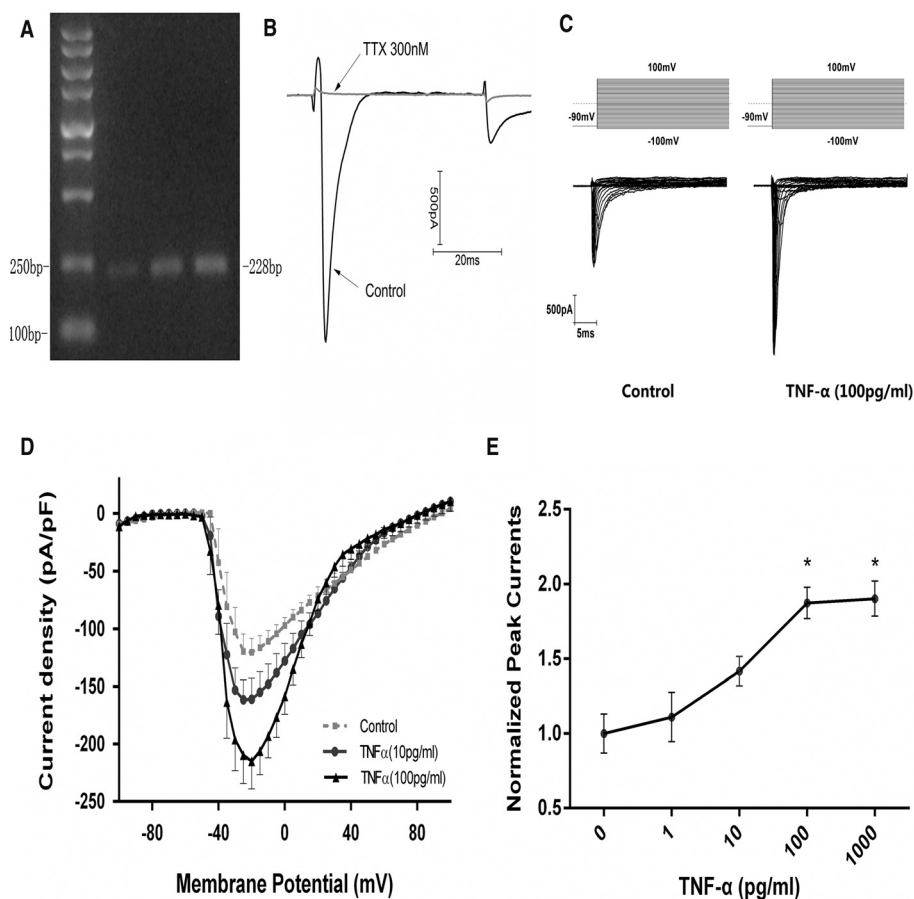 A
250bp-
100bp-
-228bp
B
TTX 300nM
500pA
20ms
Control
C
100mV
-90mV
-100mV
100mV
-90mV
-100mV
500pA
5ms
Control
TNF-α (100pg/ml)
D
Current density (pA/pF)
0
-50
-100
-150
-200
-250
-80
-40
0
40
80
Membrane Potential (mV)
Control
TNFα(10pg/ml)
TNFα(100pg/ml)
E
Normalized Peak Currents
2.5
2.0
1.5
1.0
0.5
* *
0
1
10
100
1000
TNF-α (pg/ml)